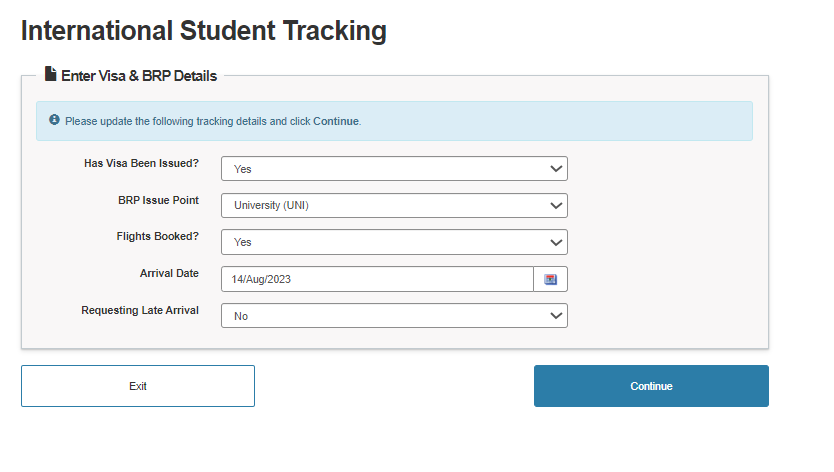 International Student Tracking
Enter Visa & BRP Details
Please update the following tracking details and click Continue.
Has Visa Been Issued? Yes
BRP Issue Point University (UNI)
Flights Booked? Yes
Arrival Date 14/Aug/2023
Requesting Late Arrival No
Exit Continue